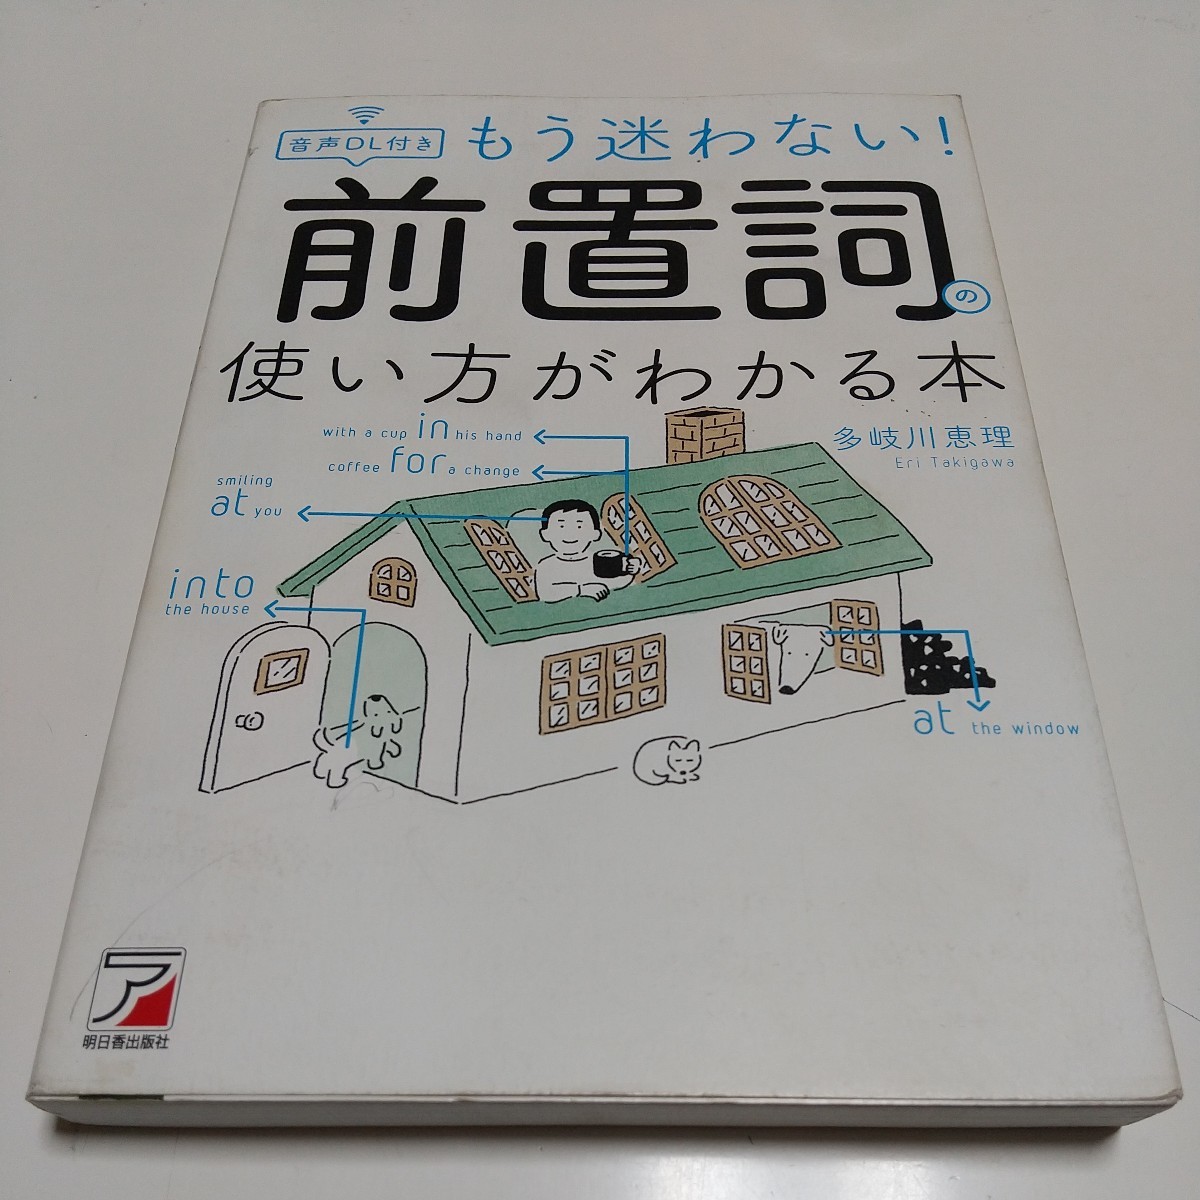 音声DL付き
もう迷わない!
前置詞の
使い方がわかる本
多岐川恵理
Eri Takigawa
with a cup in his hand
coffee for a change
smiling
at you
into
the house
at the window
ア
明日香出版社